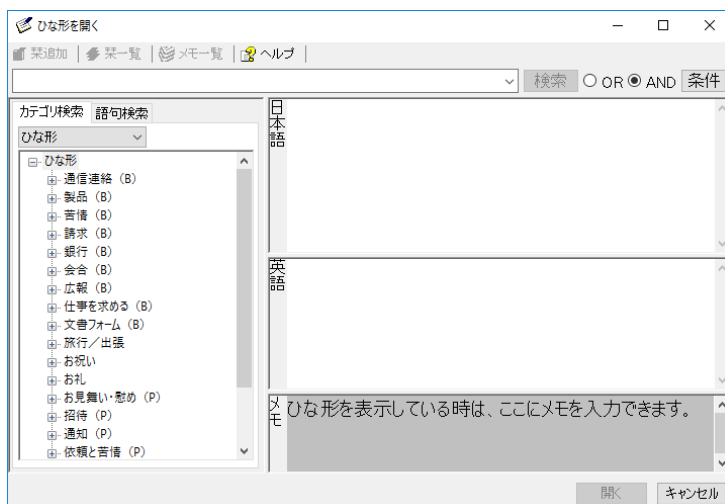 ひな形を開く
栞追加 栞一覧 メモ一覧 ヘルプ
検索 OR AND 条件
カテゴリ検索 語句検索
ひな形
ひな形
通信連絡 (B)
製品 (B)
苦情 (B)
請求 (B)
銀行 (B)
会合 (B)
広報 (B)
仕事を求める (B)
文書フォーム (B)
旅行／出張
お祝い
お礼
お見舞い・慰め (P)
招待 (P)
通知 (P)
依頼と苦情 (P)
日本語
英語
メモ
ひな形を表示している時は、ここにメモを入力できます。
開く キャンセル